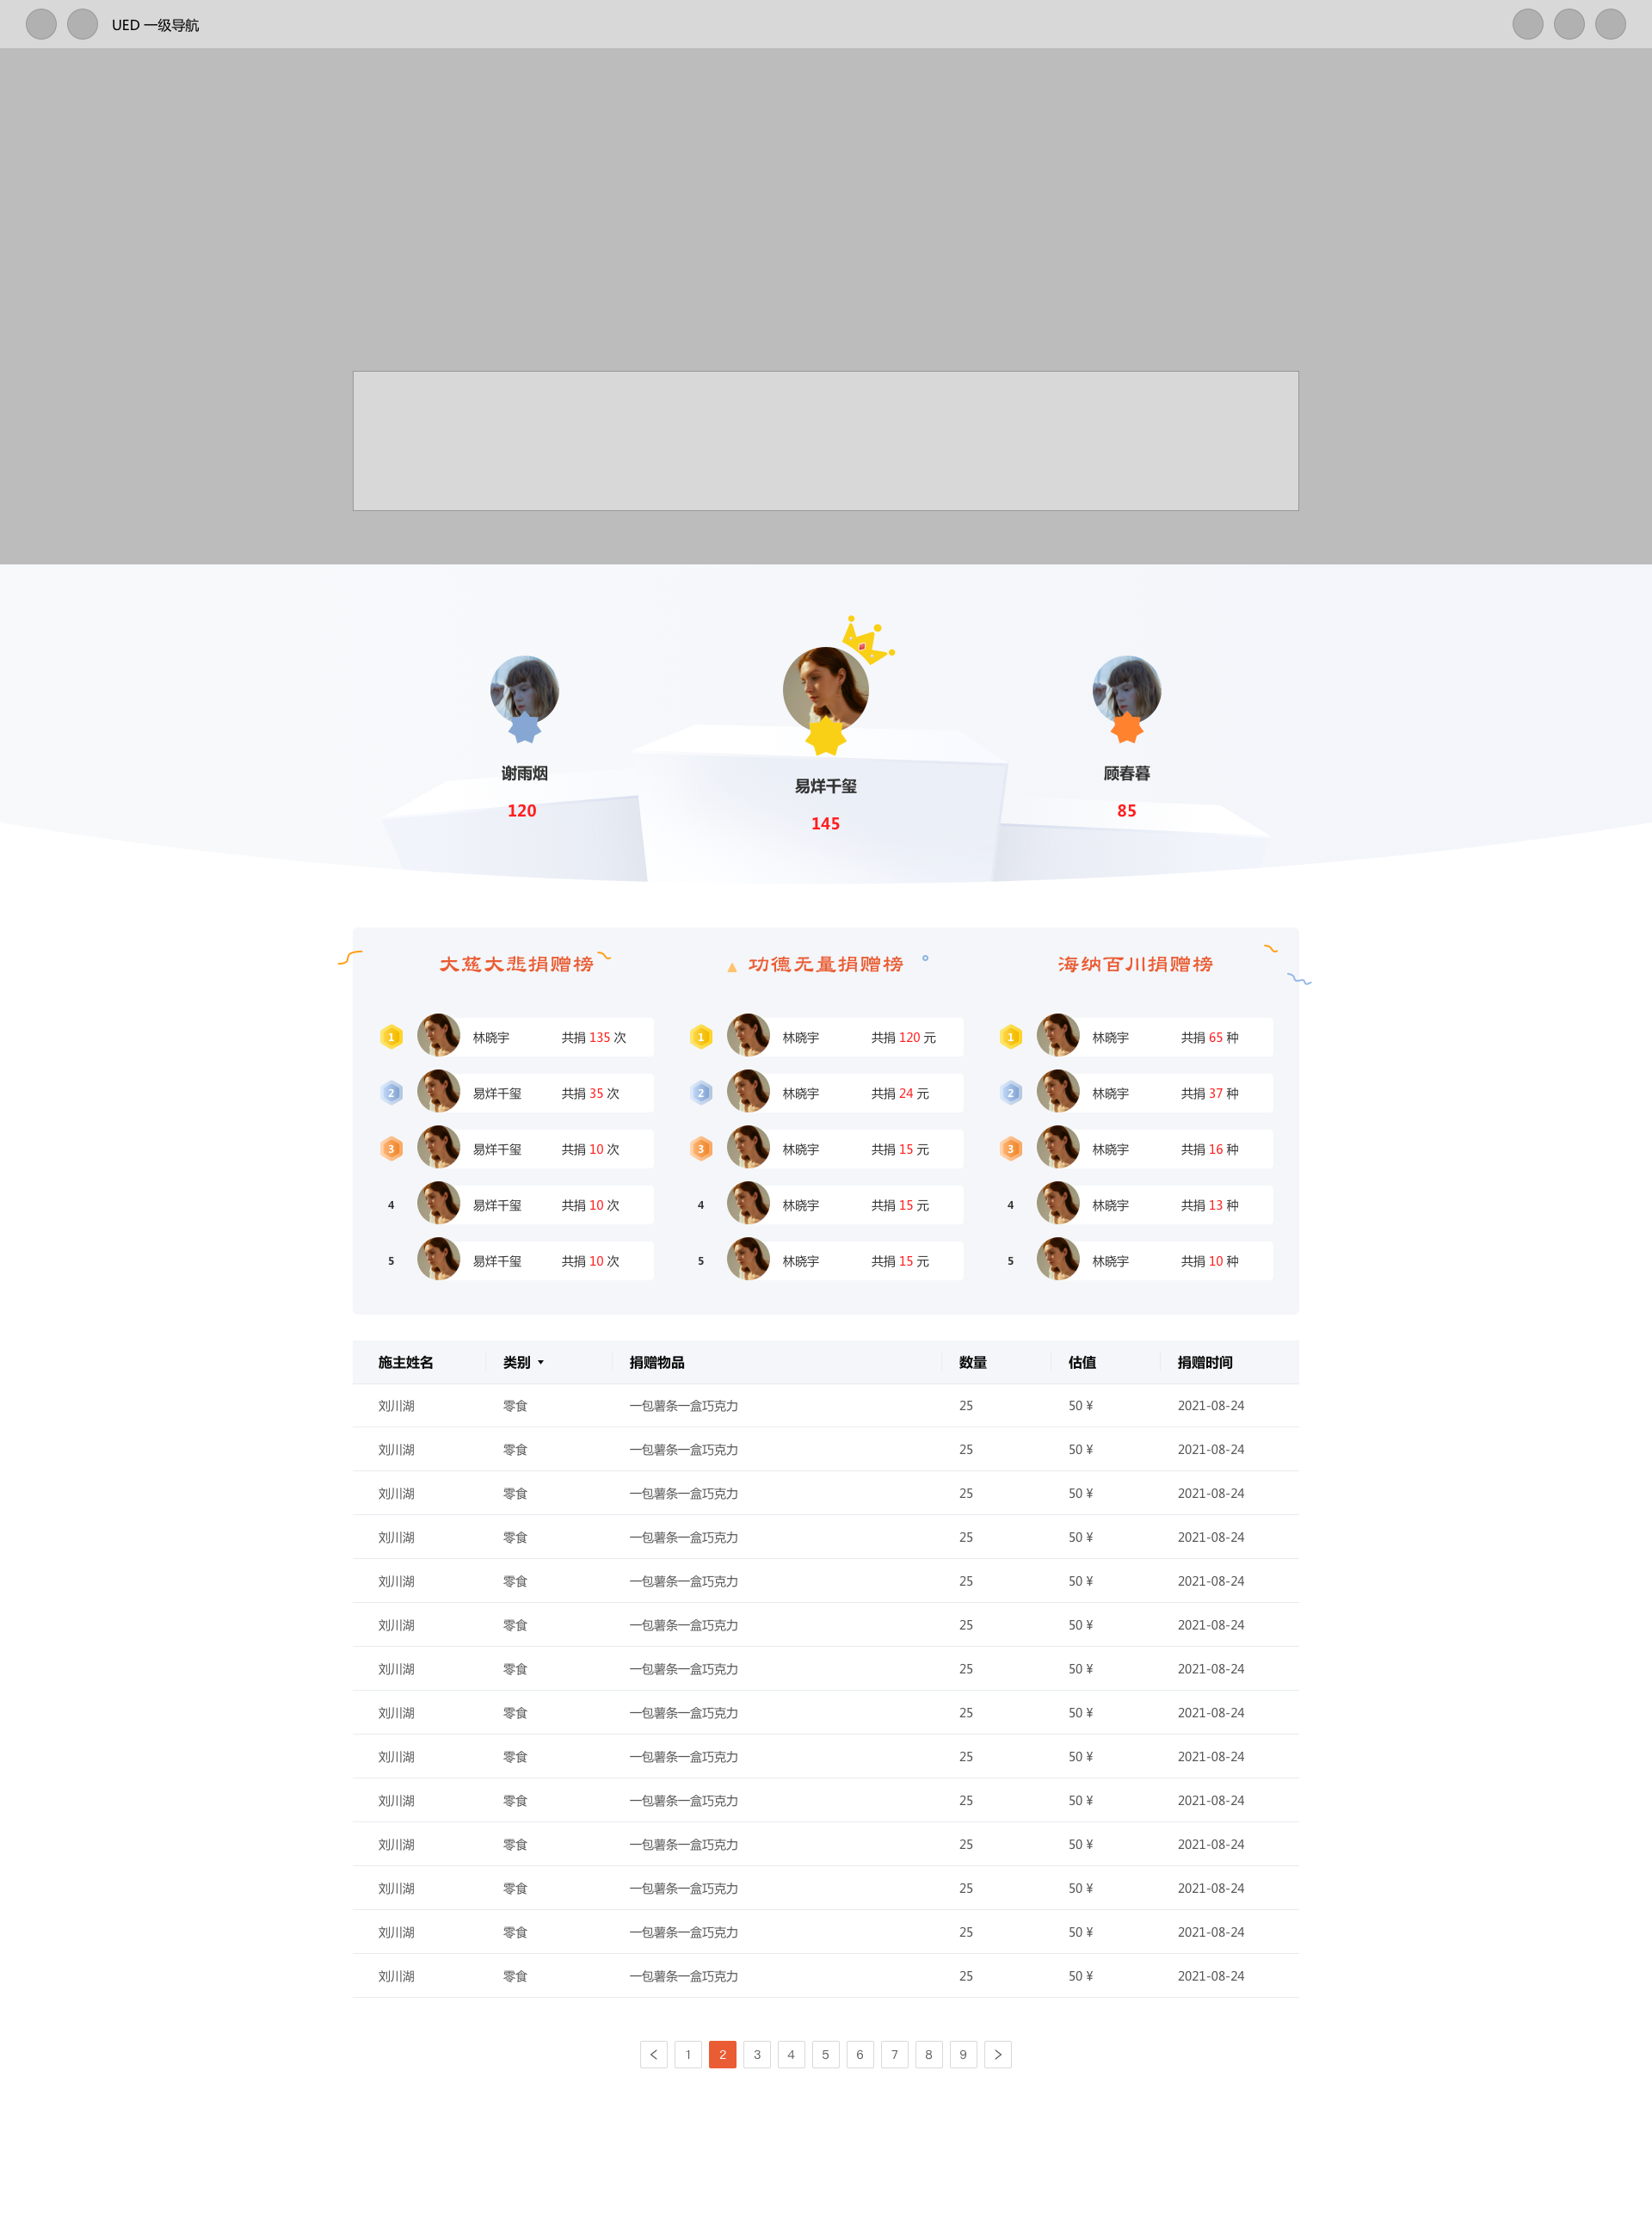 UED 一级导航
谢雨烟
120
易烊千玺
145
顾春暮
85
大慈大悲捐赠榜
1 林晓宇 共捐 135 次
2 易烊千玺 共捐 35 次
3 易烊千玺 共捐 10 次
4 易烊千玺 共捐 10 次
5 易烊千玺 共捐 10 次
功德无量捐赠榜
1 林晓宇 共捐 120 元
2 林晓宇 共捐 24 元
3 林晓宇 共捐 15 元
4 林晓宇 共捐 15 元
5 林晓宇 共捐 15 元
海纳百川捐赠榜
1 林晓宇 共捐 65 种
2 林晓宇 共捐 37 种
3 林晓宇 共捐 16 种
4 林晓宇 共捐 13 种
5 林晓宇 共捐 10 种
施主姓名 类别 捐赠物品 数量 估值 捐赠时间
刘川湖 零食 一包薯条一盒巧克力 25 50 ¥ 2021-08-24
刘川湖 零食 一包薯条一盒巧克力 25 50 ¥ 2021-08-24
刘川湖 零食 一包薯条一盒巧克力 25 50 ¥ 2021-08-24
刘川湖 零食 一包薯条一盒巧克力 25 50 ¥ 2021-08-24
刘川湖 零食 一包薯条一盒巧克力 25 50 ¥ 2021-08-24
刘川湖 零食 一包薯条一盒巧克力 25 50 ¥ 2021-08-24
刘川湖 零食 一包薯条一盒巧克力 25 50 ¥ 2021-08-24
刘川湖 零食 一包薯条一盒巧克力 25 50 ¥ 2021-08-24
刘川湖 零食 一包薯条一盒巧克力 25 50 ¥ 2021-08-24
刘川湖 零食 一包薯条一盒巧克力 25 50 ¥ 2021-08-24
刘川湖 零食 一包薯条一盒巧克力 25 50 ¥ 2021-08-24
刘川湖 零食 一包薯条一盒巧克力 25 50 ¥ 2021-08-24
刘川湖 零食 一包薯条一盒巧克力 25 50 ¥ 2021-08-24
刘川湖 零食 一包薯条一盒巧克力 25 50 ¥ 2021-08-24
1 2 3 4 5 6 7 8 9